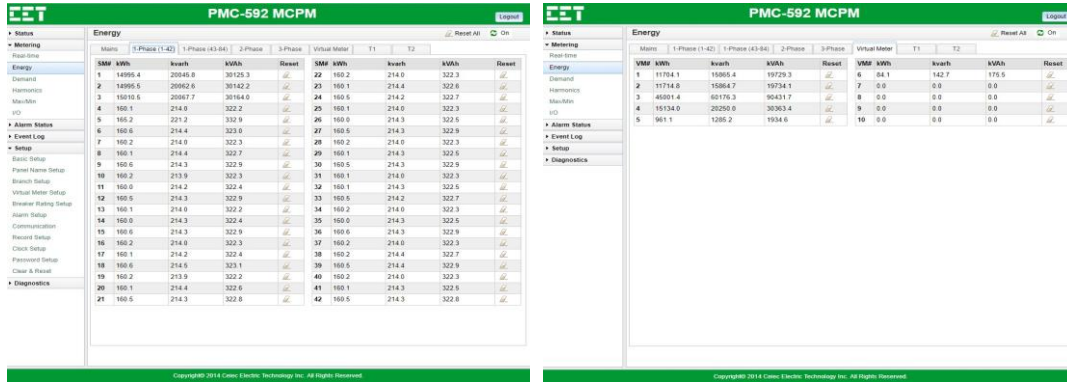 CET
PMC-592 MCPM
Logout
Status
Metering
Real-time
Energy
Demand
Harmonics
Max/Min
I/O
Alarm Status
Event Log
Setup
Basic Setup
Panel Name Setup
Branch Setup
Virtual Meter Setup
Breaker Rating Setup
Alarm Setup
Communication
Record Setup
Clock Setup
Password Setup
Clear & Reset
Diagnostics
Energy Reset All On
Mains 1-Phase (1-42) 1-Phase (43-84) 2-Phase 3-Phase Virtual Meter T1 T2
SM# kWh kvarh kVAh Reset SM# kWh kvarh kVAh Reset
1 14995.4 20045.8 30125.3 22 160.2 214.0 322.3
2 14995.5 20062.6 30142.2 23 160.1 214.4 322.6
3 15010.5 20067.7 30164.0 24 160.5 214.2 322.7
4 160.1 214.0 322.2 25 160.1 214.0 322.3
5 165.2 221.2 332.9 26 160.0 214.3 322.5
6 160.6 214.4 323.0 27 160.5 214.3 322.9
7 160.2 214.0 322.3 28 160.2 214.0 322.3
8 160.1 214.4 322.7 29 160.1 214.3 322.5
9 160.6 214.3 322.9 30 160.5 214.3 322.9
10 160.2 213.9 322.3 31 160.1 214.0 322.3
11 160.0 214.2 322.4 32 160.1 214.3 322.5
12 160.5 214.3 322.9 33 160.5 214.2 322.7
13 160.1 214.0 322.2 34 160.2 214.0 322.3
14 160.0 214.3 322.4 35 160.0 214.3 322.5
15 160.6 214.3 322.9 36 160.6 214.3 322.9
16 160.2 214.0 322.3 37 160.2 214.0 322.3
17 160.1 214.2 322.4 38 160.2 214.4 322.7
18 160.6 214.5 323.1 39 160.5 214.4 322.9
19 160.2 213.9 322.2 40 160.2 214.0 322.3
20 160.1 214.4 322.6 41 160.1 214.3 322.5
21 160.5 214.3 322.8 42 160.5 214.3 322.8
Copyright© 2014 Ceiec Electric Technology Inc. All Rights Reserved.
CET
PMC-592 MCPM
Logout
Status
Metering
Real-time
Energy
Demand
Harmonics
Max/Min
I/O
Alarm Status
Event Log
Setup
Diagnostics
Energy Reset All On
Mains 1-Phase (1-42) 1-Phase (43-84) 2-Phase 3-Phase Virtual Meter T1 T2
VM# kWh kvarh kVAh Reset VM# kWh kvarh kVAh Reset
1 11704.1 15865.4 19729.3 6 84.1 142.7 175.5
2 11714.8 15864.7 19734.1 7 0.0 0.0 0.0
3 45001.4 60176.3 90431.7 8 0.0 0.0 0.0
4 15134.0 20250.8 30363.4 9 0.0 0.0 0.0
5 961.1 1285.2 1934.6 10 0.0 0.0 0.0
Copyright© 2014 Ceiec Electric Technology Inc. All Rights Reserved.